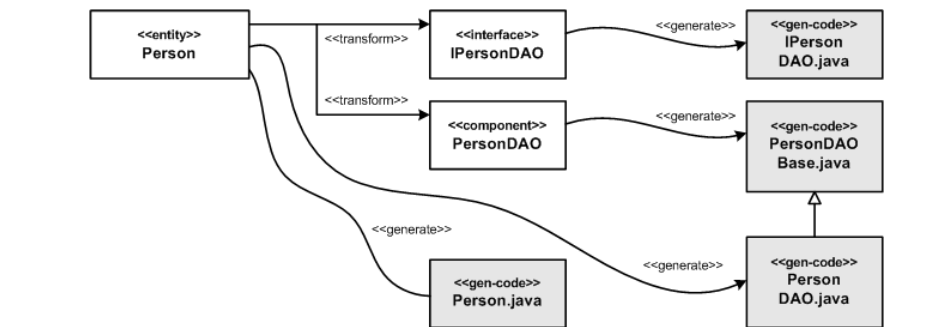 <<entity>>
Person
<<transform>>
<<transform>>
<<interface>>
IPersonDAO
<<generate>>
<<gen-code>>
IPerson
DAO.java
<<component>>
PersonDAO
<<generate>>
<<gen-code>>
PersonDAO
Base.java
<<generate>>
<<gen-code>>
Person.java
<<generate>>
<<gen-code>>
Person
DAO.java